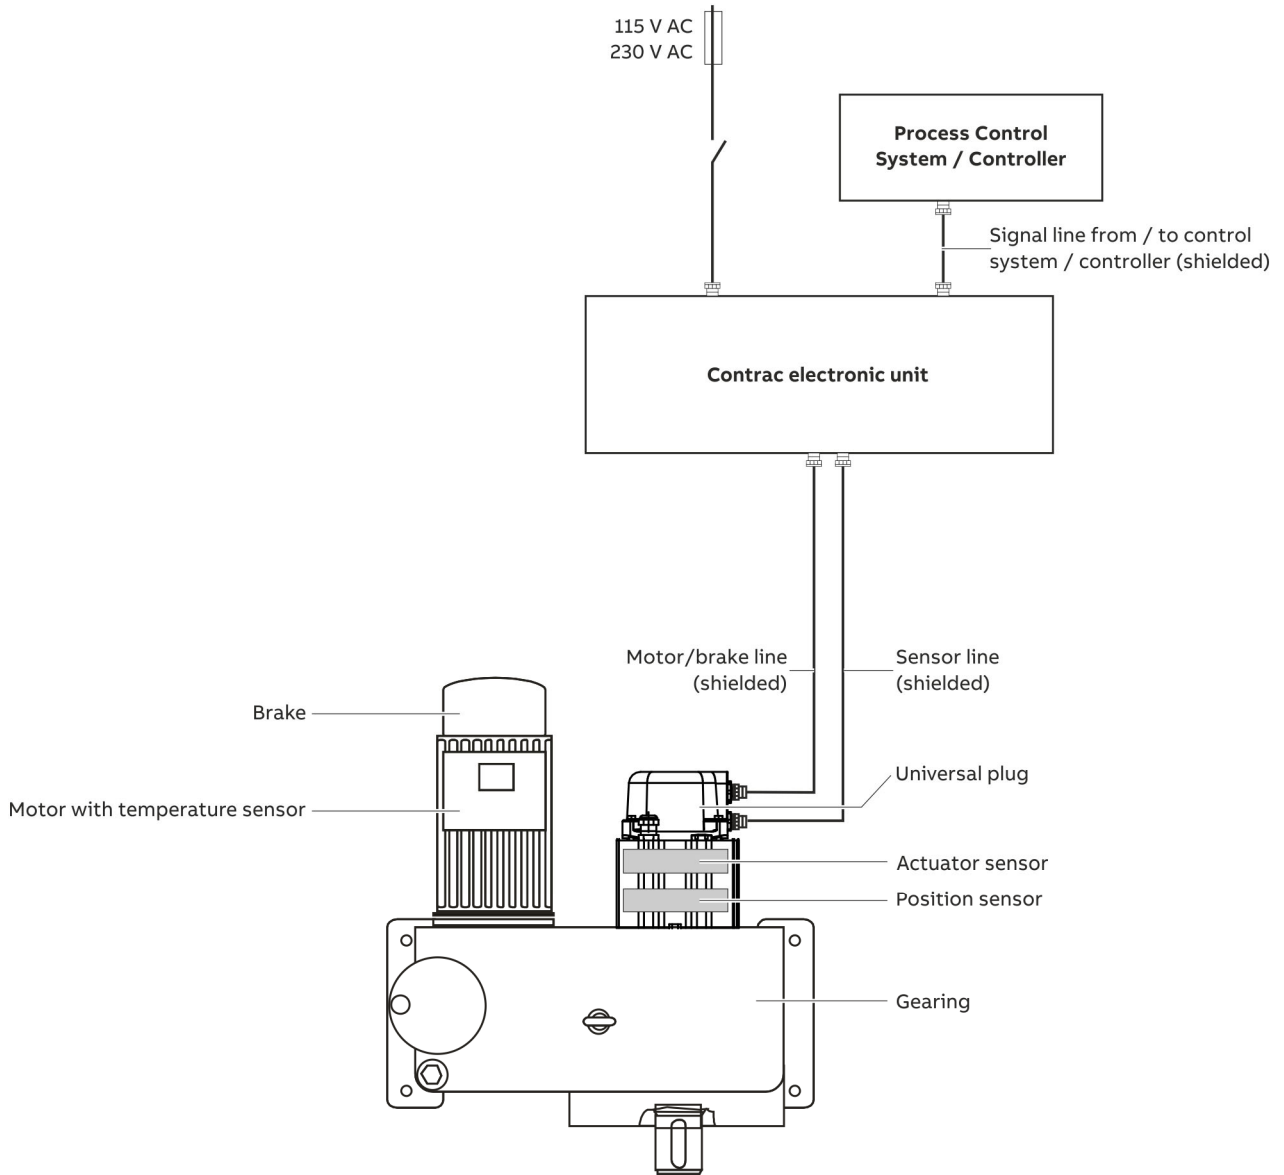 115 V AC
230 V AC
Process Control
System / Controller
Signal line from / to control
system / controller (shielded)
Contrac electronic unit
Motor/brake line
(shielded)
Sensor line
(shielded)
Brake
Universal plug
Motor with temperature sensor
Actuator sensor
Position sensor
Gearing